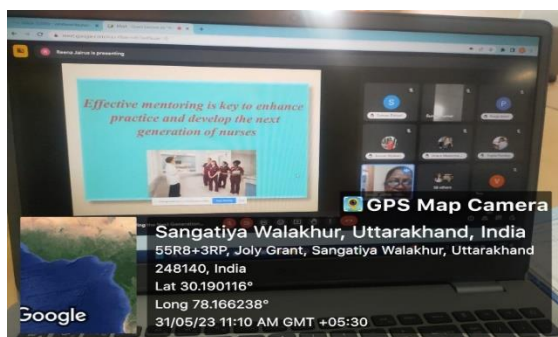 Reena Jairus is presenting
Effective mentoring is key to enhance
practice and develop the next
generation of nurses
GPS Map Camera
Sangatiya Walakhur, Uttarakhand, India
55R8+3RP, Joly Grant, Sangatiya Walakhur, Uttarakhand
248140, India
Lat 30.190116°
Long 78.166238°
31/05/23 11:10 AM GMT +05:30
Google